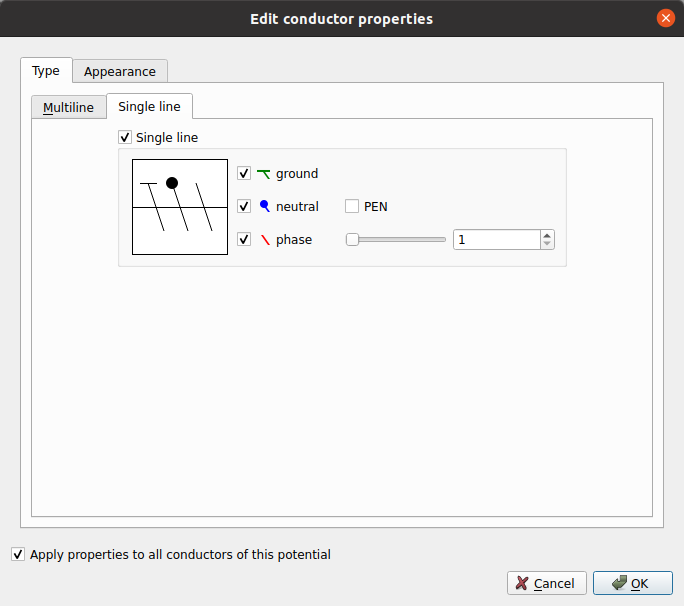 Edit conductor properties
Type
Appearance
Multiline
Single line
Single line
ground
neutral
PEN
phase
1
Apply properties to all conductors of this potential
Cancel
OK